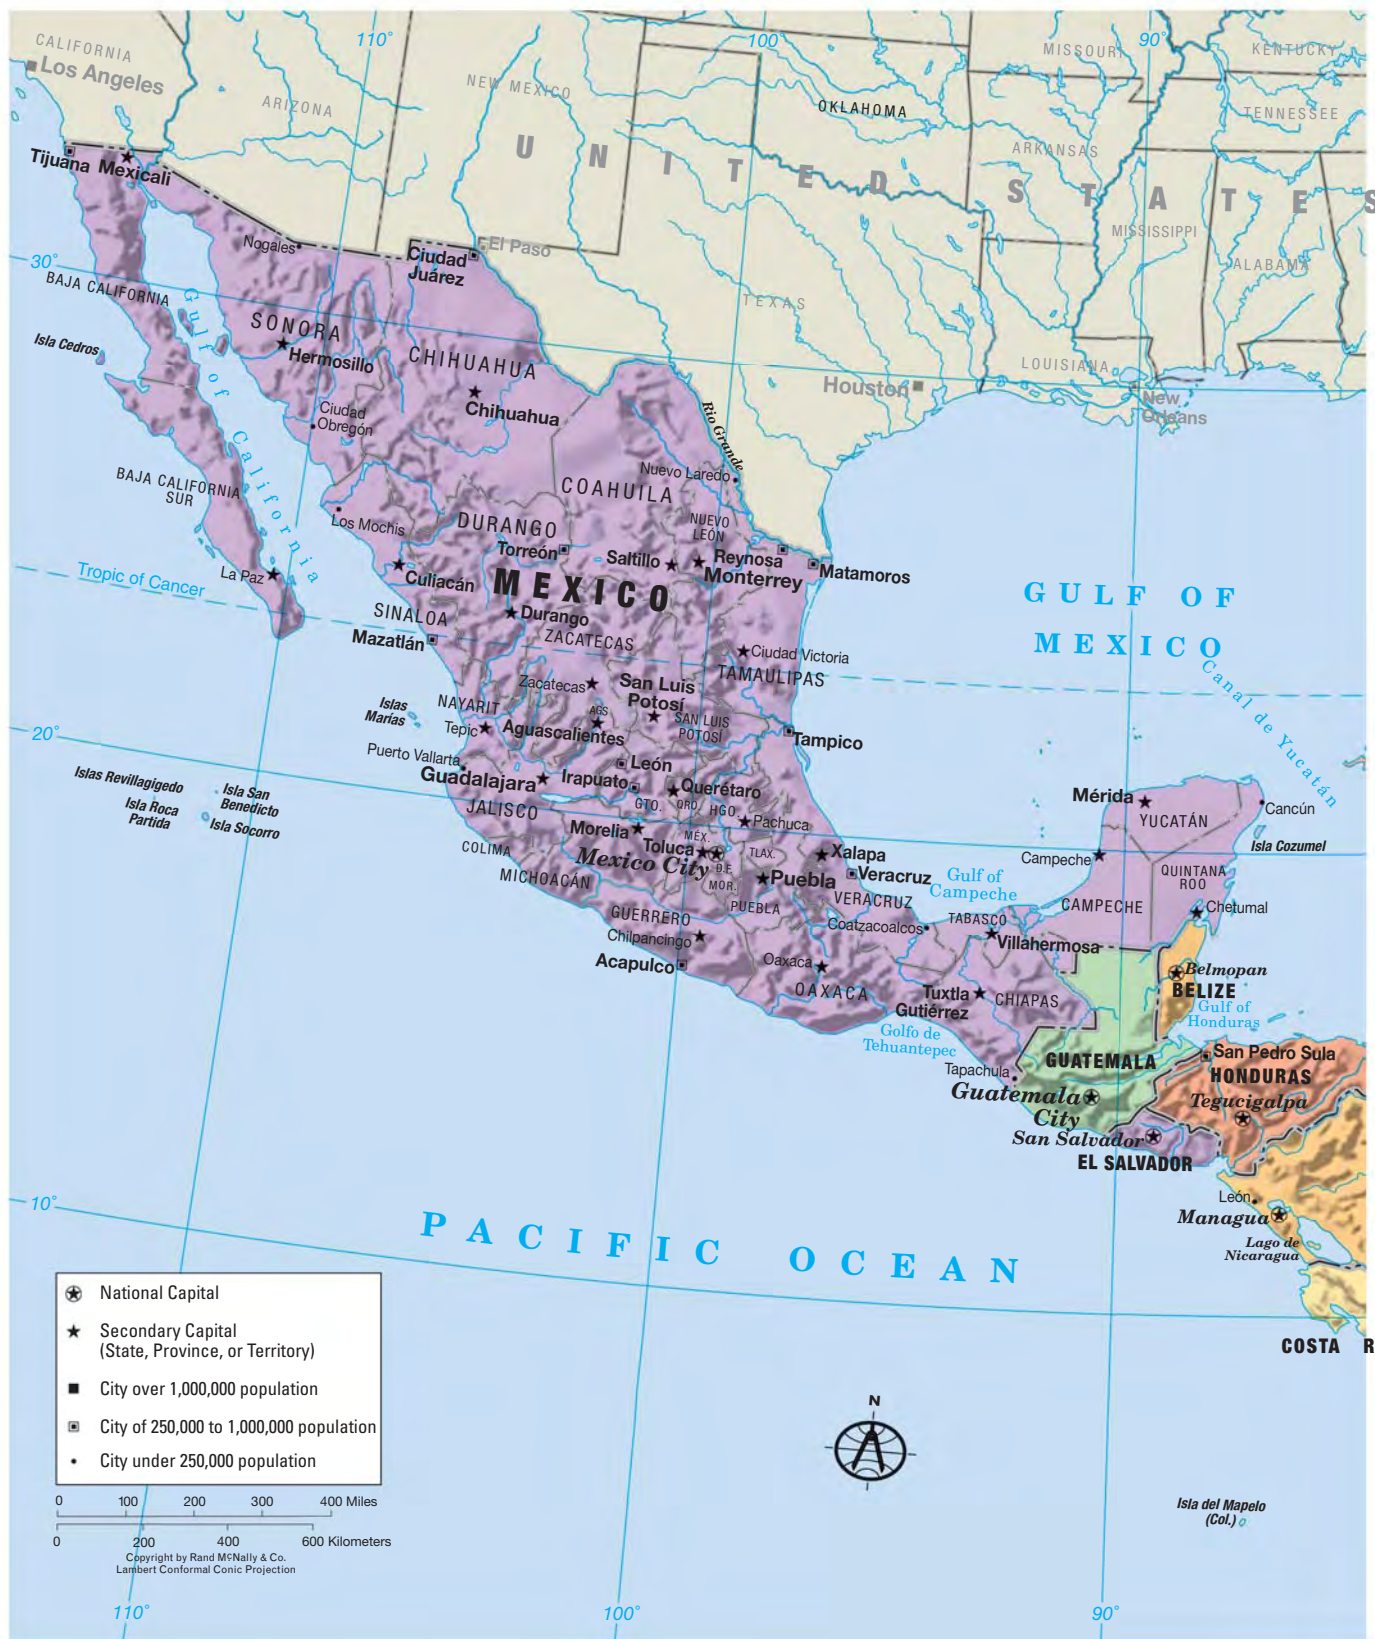 110°
100°
90°
CALIFORNIA
Los Angeles
ARIZONA
NEW MEXICO
OKLAHOMA
MISSOURI
KENTUCKY
TENNESSEE
ARKANSAS
UNITED STATES
MISSISSIPPI
ALABAMA
TEXAS
LOUISIANA
Houston
New
Orleans
El Paso
Tijuana
Mexicali
Nogales
Ciudad
Juárez
30°
BAJA CALIFORNIA
Gulf of California
Isla Cedros
SONORA
Hermosillo
CHIHUAHUA
Chihuahua
Ciudad
Obregón
Rio Grande
Nuevo Laredo
BAJA CALIFORNIA
SUR
COAHUILA
NUEVO
LEÓN
Los Mochis
DURANGO
Torreón
Saltillo
Reynosa
Monterrey
Matamoros
La Paz
Culiacán
MEXICO
Tropic of Cancer
GULF OF
MEXICO
SINALOA
Durango
Mazatlán
ZACATECAS
Ciudad Victoria
TAMAULIPAS
Canal de Yucatán
Zacatecas
San Luis
Potosí
Islas
Marías
NAYARIT
AGS
SAN LUIS
POTOSÍ
Tepic
Aguascalientes
Tampico
20°
Puerto Vallarta
León
Guadalajara
Irapuato
Querétaro
Islas Revillagigedo
Isla San
Benedicto
Isla Roca
Partida
Isla Socorro
JALISCO
GTO.
QRO.
HGO.
Pachuca
Mérida
YUCATÁN
Cancún
Isla Cozumel
Morelia
MÉX.
Toluca
COLIMA
Mexico City
D.F.
TLAX.
Xalapa
Campeche
MICHOACÁN
MOR.
Puebla
Veracruz
Gulf of
Campeche
QUINTANA
ROO
PUEBLA
VERACRUZ
CAMPECHE
Chetumal
GUERRERO
Coatzacoalcos
TABASCO
Chilpancingo
Villahermosa
Acapulco
Oaxaca
Belmopan
BELIZE
OAXACA
Tuxtla
Gutiérrez
CHIAPAS
Gulf of
Honduras
Golfo de
Tehuantepec
GUATEMALA
San Pedro Sula
Tapachula
HONDURAS
Guatemala
City
Tegucigalpa
San Salvador
EL SALVADOR
León
10°
Managua
PACIFIC OCEAN
Lago de
Nicaragua
COSTA R
National Capital
Secondary Capital
(State, Province, or Territory)
City over 1,000,000 population
City of 250,000 to 1,000,000 population
City under 250,000 population
N
0 100 200 300 400 Miles
0 200 400 600 Kilometers
Copyright by Rand McNally & Co.
Lambert Conformal Conic Projection
Isla del Mapelo
(Col.)
110°
100°
90°